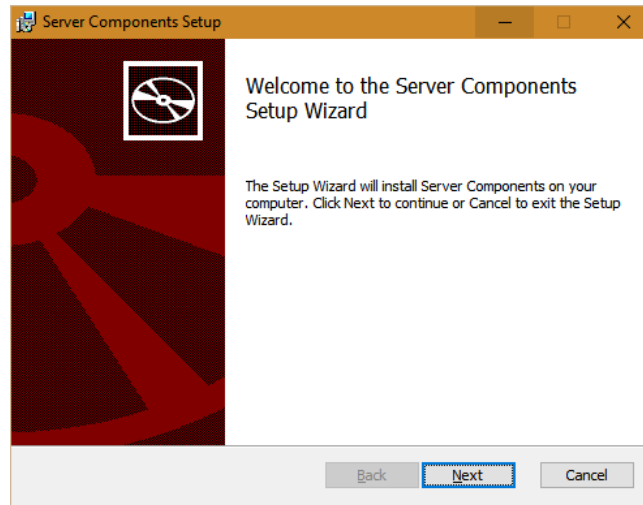 Server Components Setup
Welcome to the Server Components
Setup Wizard
The Setup Wizard will install Server Components on your
computer. Click Next to continue or Cancel to exit the Setup
Wizard.
Back Next Cancel